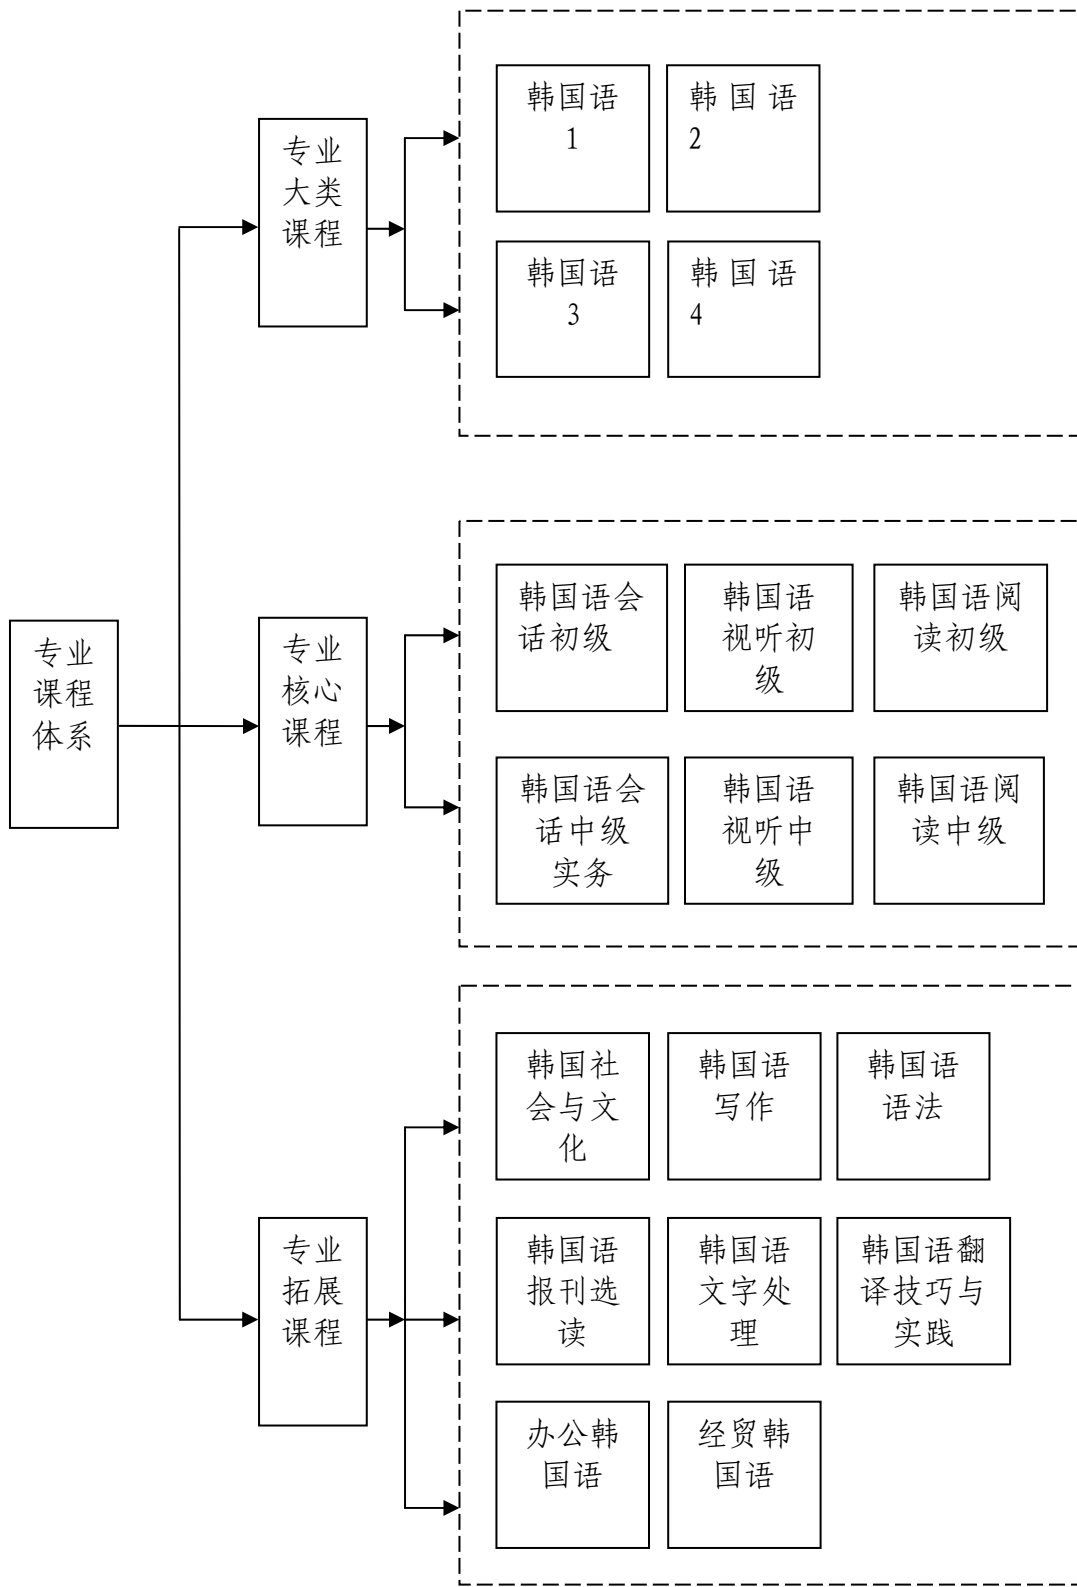 专业
课程
体系
专业
大类
课程
韩国语
1
韩国语
2
韩国语
3
韩国语
4
专业
核心
课程
韩国语会
话初级
韩国语
视听初
级
韩国语阅
读初级
韩国语会
话中级
实务
韩国语
视听中
级
韩国语阅
读中级
专业
拓展
课程
韩国社
会与文
化
韩国语
写作
韩国语
语法
韩国语
报刊选
读
韩国语
文字处
理
韩国语翻
译技巧与
实践
办公韩
国语
经贸韩
国语